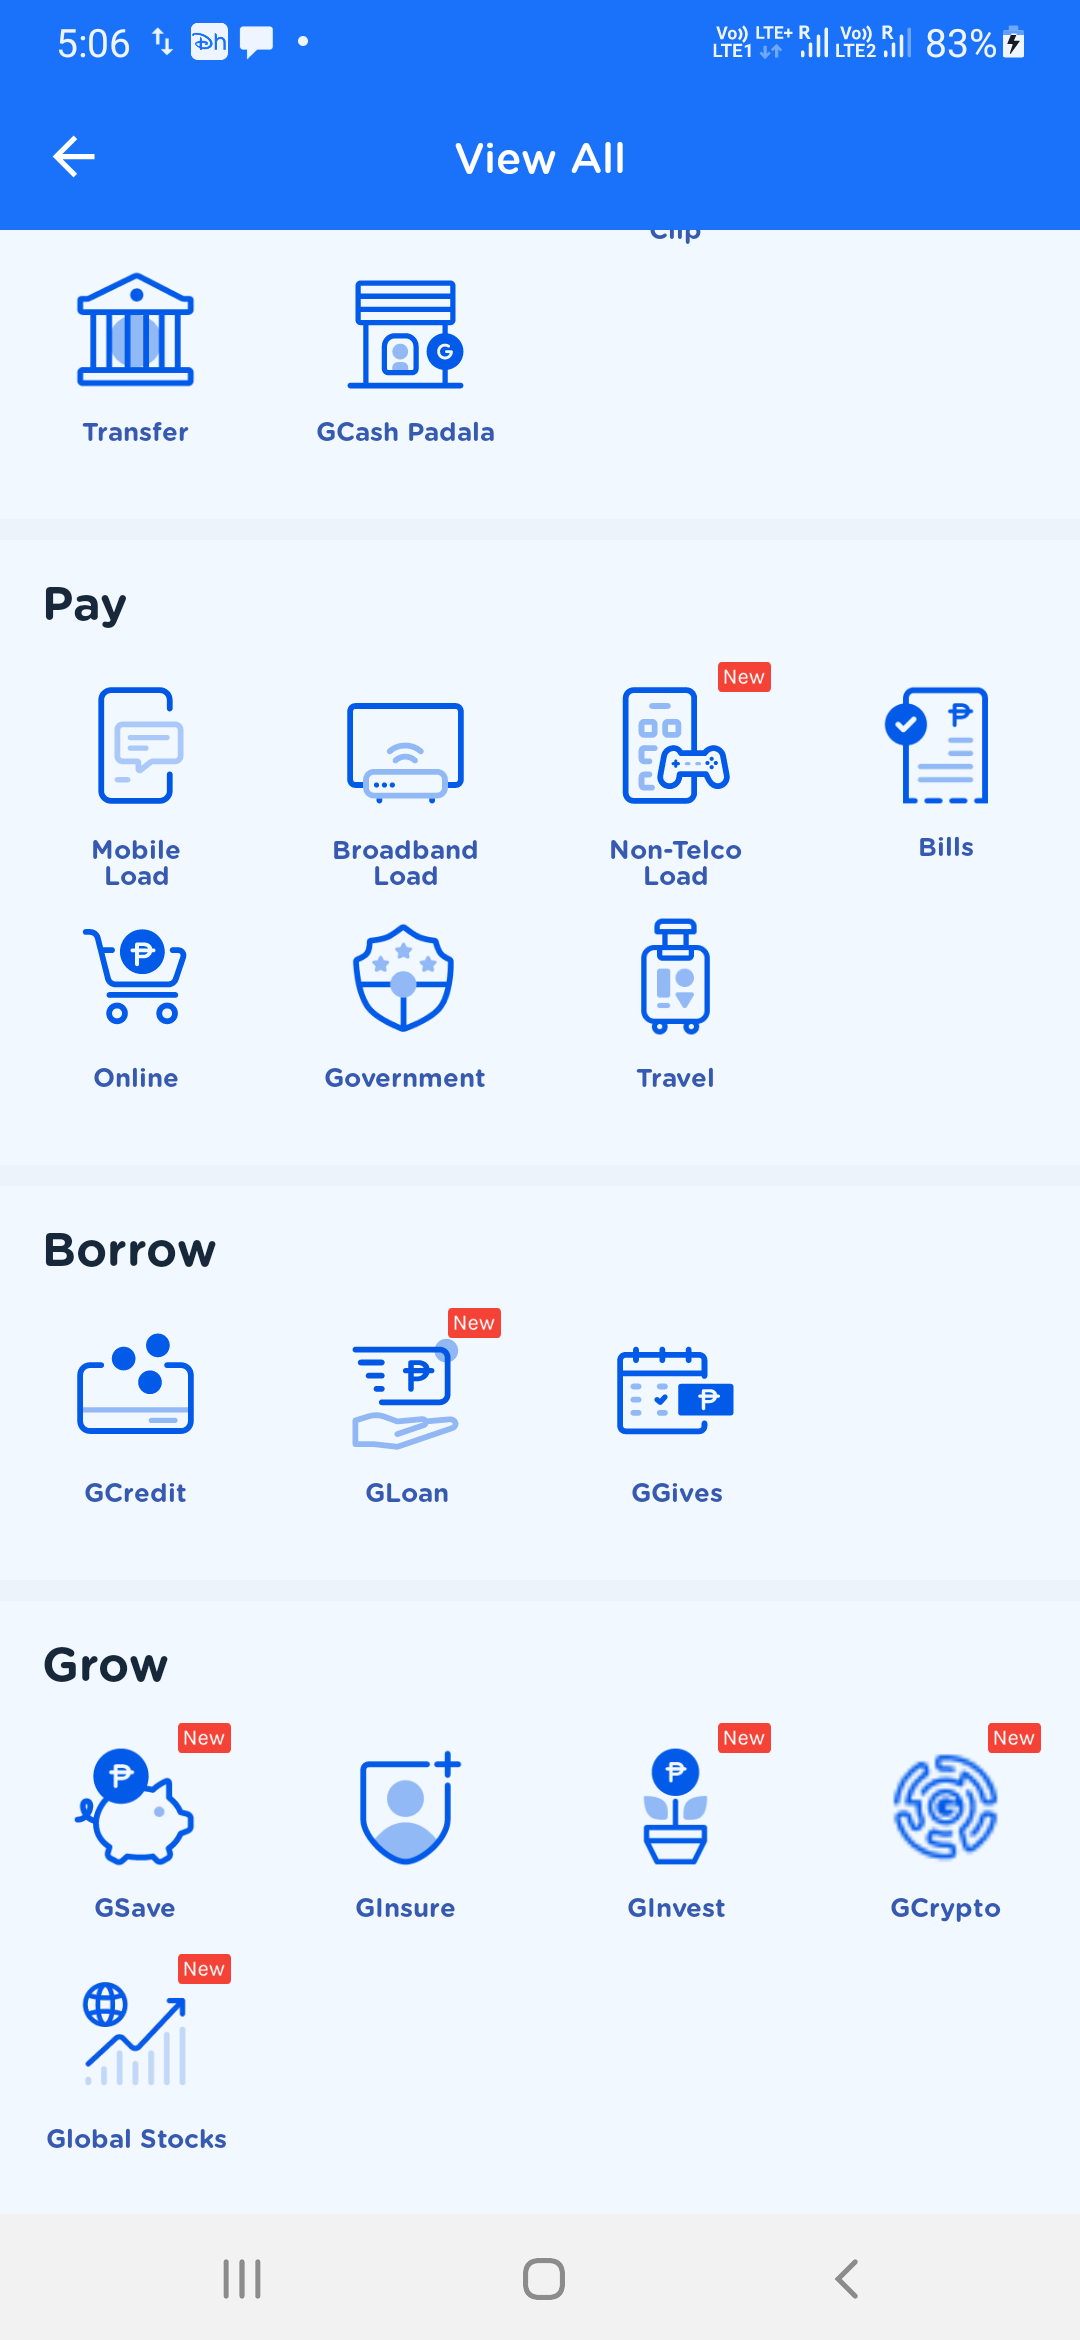 5:06 Dh Vo)) LTE+ R Vo)) R 83%
LTE1 LTE2
View All
Clip
G
Transfer GCash Padala
Pay
New
₱
Mobile Broadband Non-Telco Bills
Load Load Load
₱
Online Government Travel
Borrow
New
₱ ₱
GCredit GLoan GGives
Grow
New New New
₱ ₱ G
GSave GInsure GInvest GCrypto
New
Global Stocks